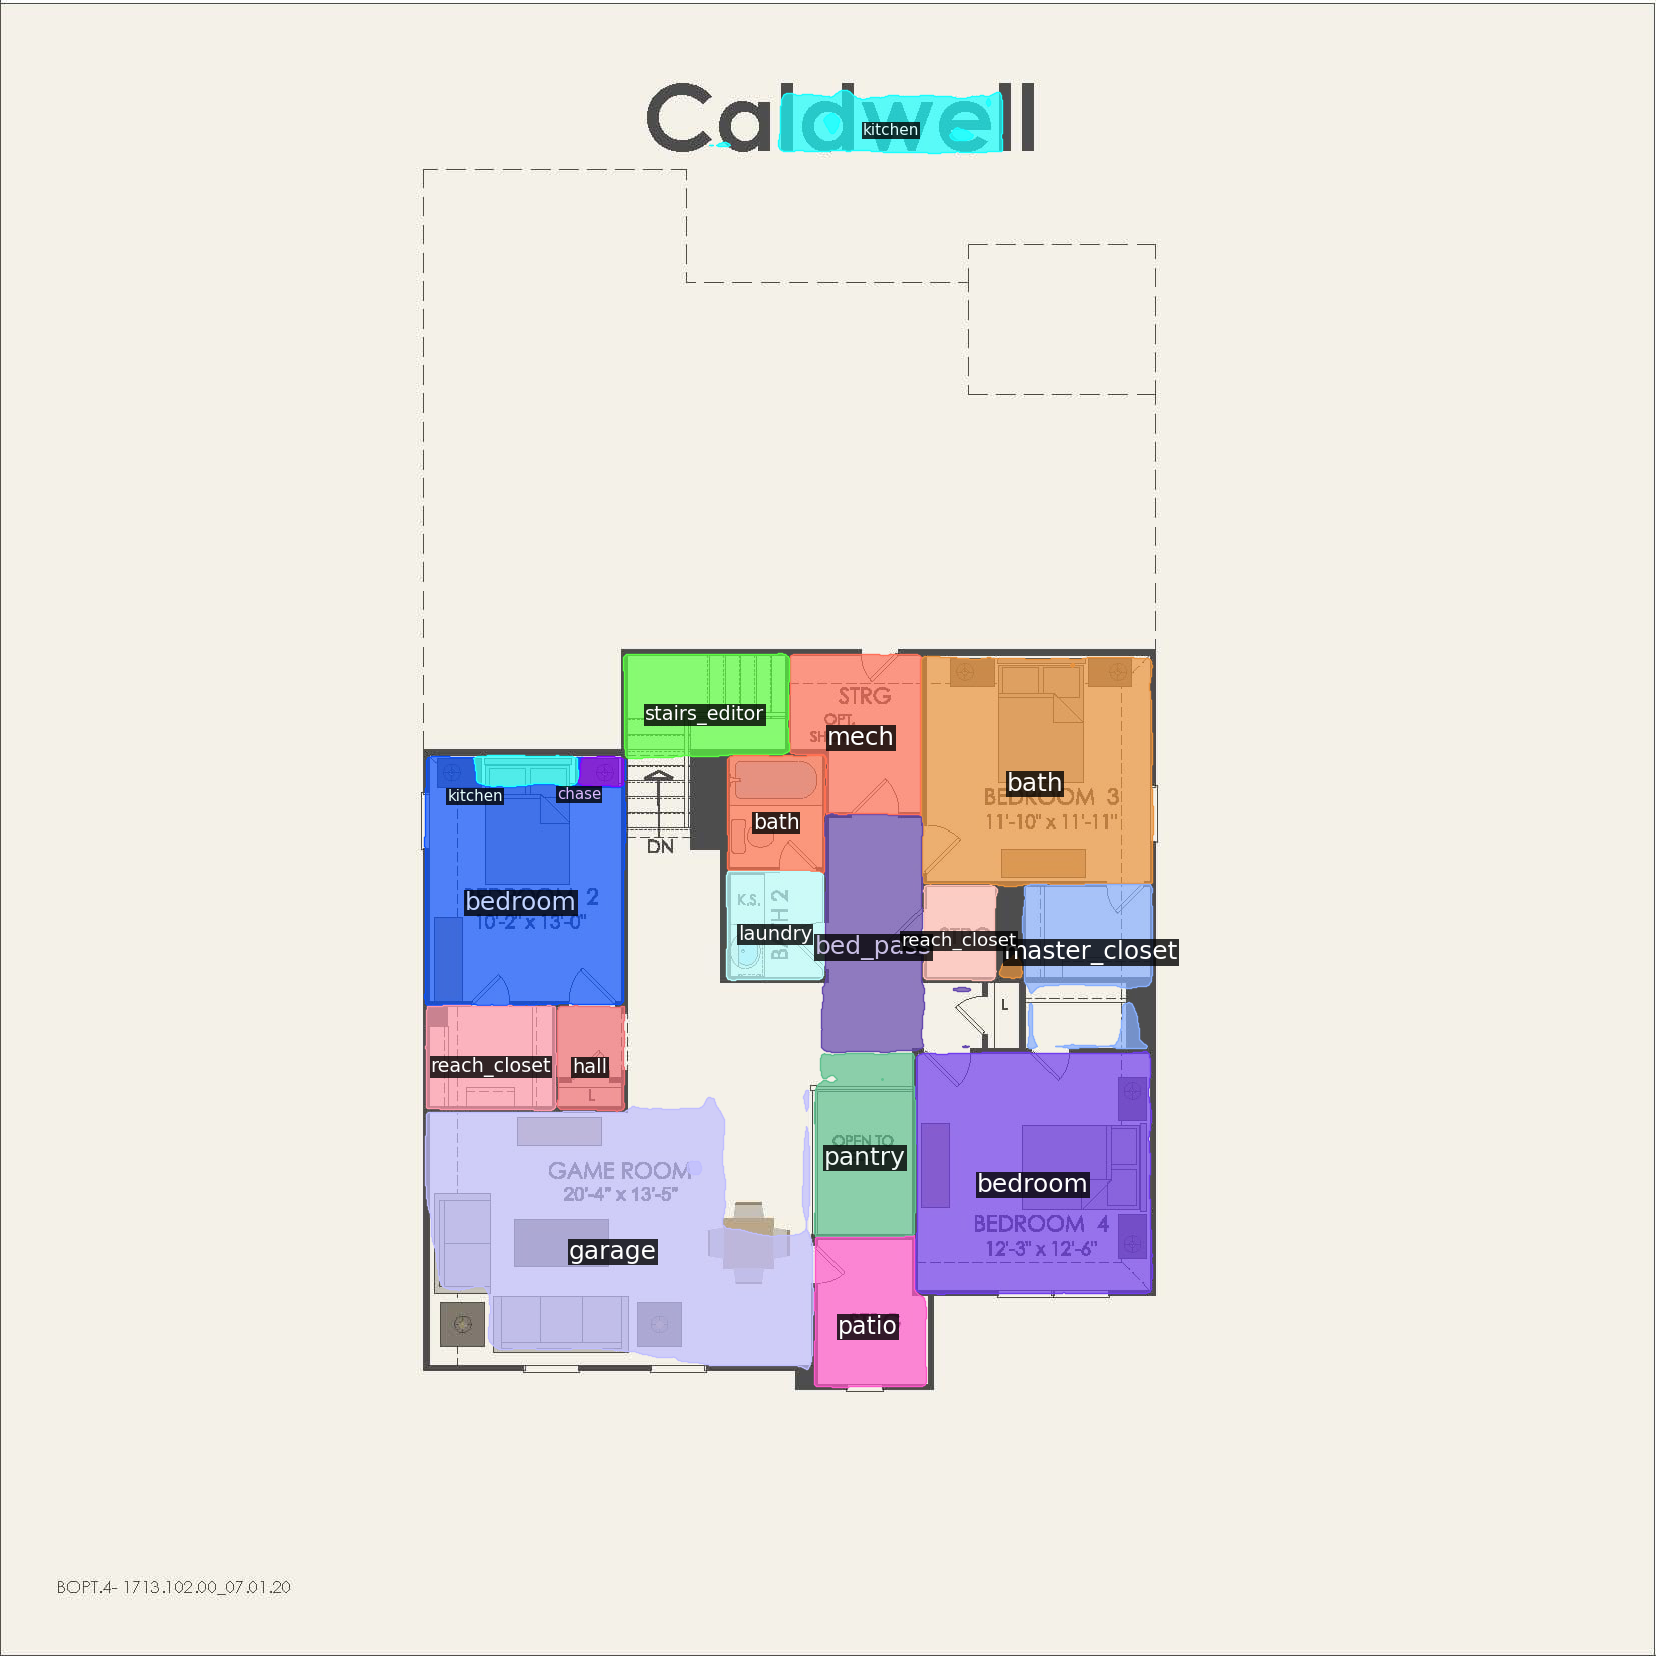 Caldwell
kitchen
STRG
OPT.
SH
mech
stairs_editor
bath
BEDROOM 3
11'-10" x 11'-11"
kitchen
chase
bath
DN
bedroom
2
10'-2" x 13'-0"
K.S.
BATH 2
laundry
bed_pass
reach_closet
master_closet
L
reach_closet
hall
L
OPEN TO
pantry
GAME ROOM
20'-4" x 13'-5"
garage
bedroom
BEDROOM 4
12'-3" x 12'-6"
patio
BOPT.4- 1713.102.00_07.01.20